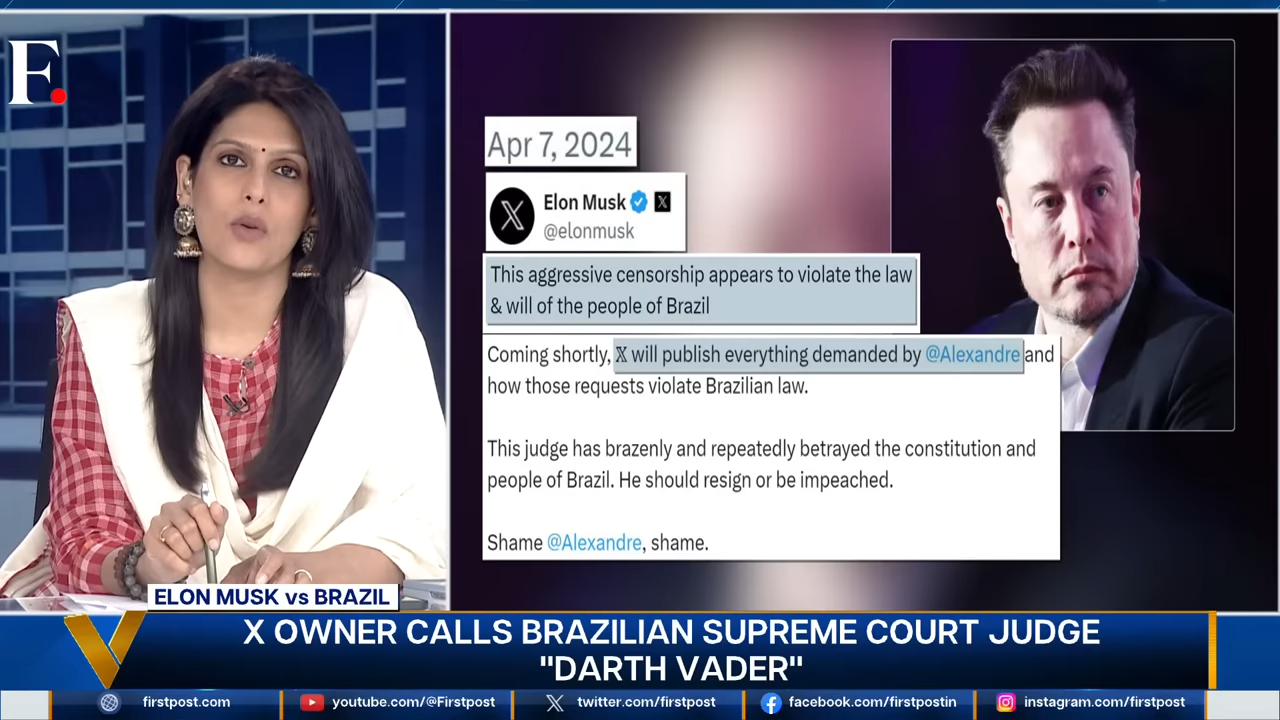 F.
Apr 7, 2024
X
Elon Musk X
@elonmusk
This aggressive censorship appears to violate the law
& will of the people of Brazil
Coming shortly, 𝕏 will publish everything demanded by @Alexandre and
how those requests violate Brazilian law.
This judge has brazenly and repeatedly betrayed the constitution and
people of Brazil. He should resign or be impeached.
Shame @Alexandre, shame.
ELON MUSK vs BRAZIL
V
X OWNER CALLS BRAZILIAN SUPREME COURT JUDGE
"DARTH VADER"
firstpost.com
youtube.com/@Firstpost
X twitter.com/firstpost
facebook.com/firstpostin
instagram.com/firstpost